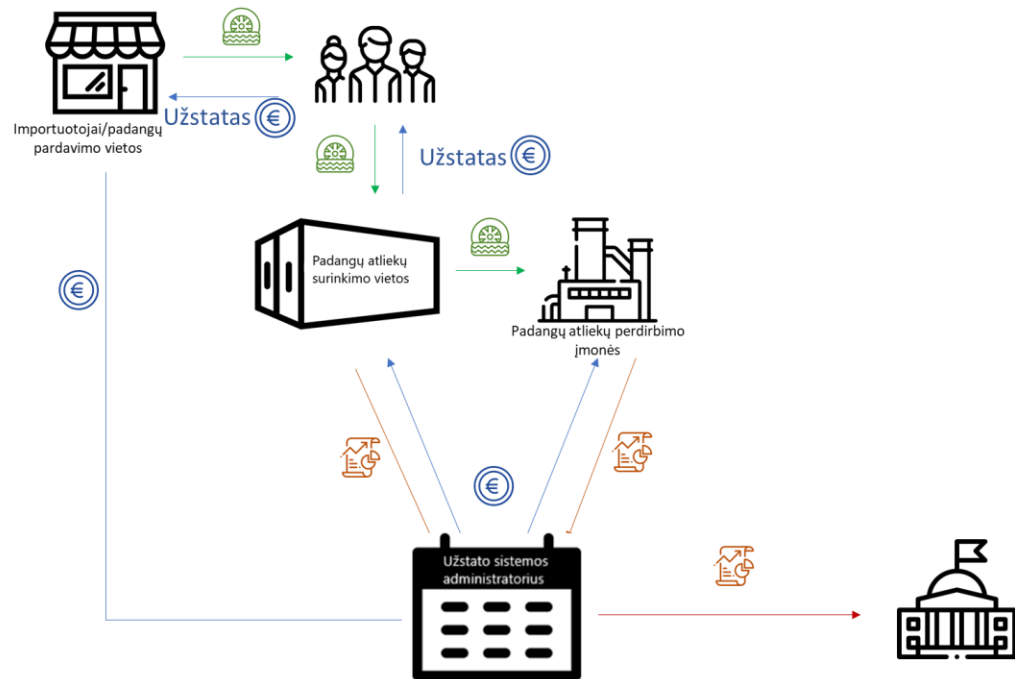 Importuotojai/padangų
pardavimo vietos
Užstatas €
Užstatas €
Padangų atliekų
surinkimo vietos
Padangų atliekų perdirbimo
įmonės
€
€
Užstato sistemos
administratorius